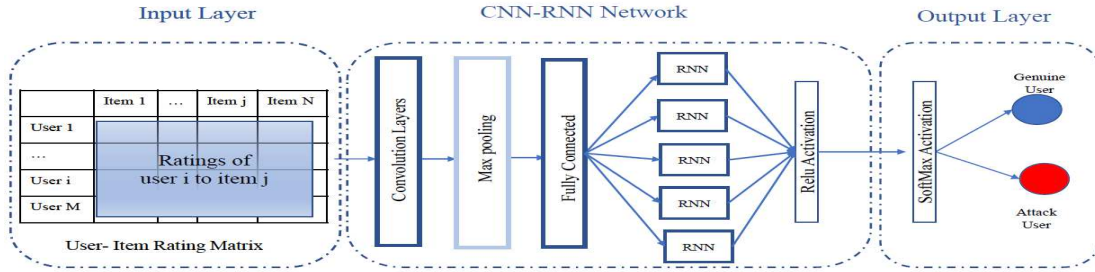 Input Layer
CNN-RNN Network
Output Layer
Item 1 … Item j Item N
User 1
…
User i
User M
Ratings of
user i to item j
User- Item Rating Matrix
Convolution Layers
Max pooling
Fully Connected
RNN
RNN
RNN
RNN
RNN
Relu Activation
SoftMax Activation
Genuine
User
Attack
User